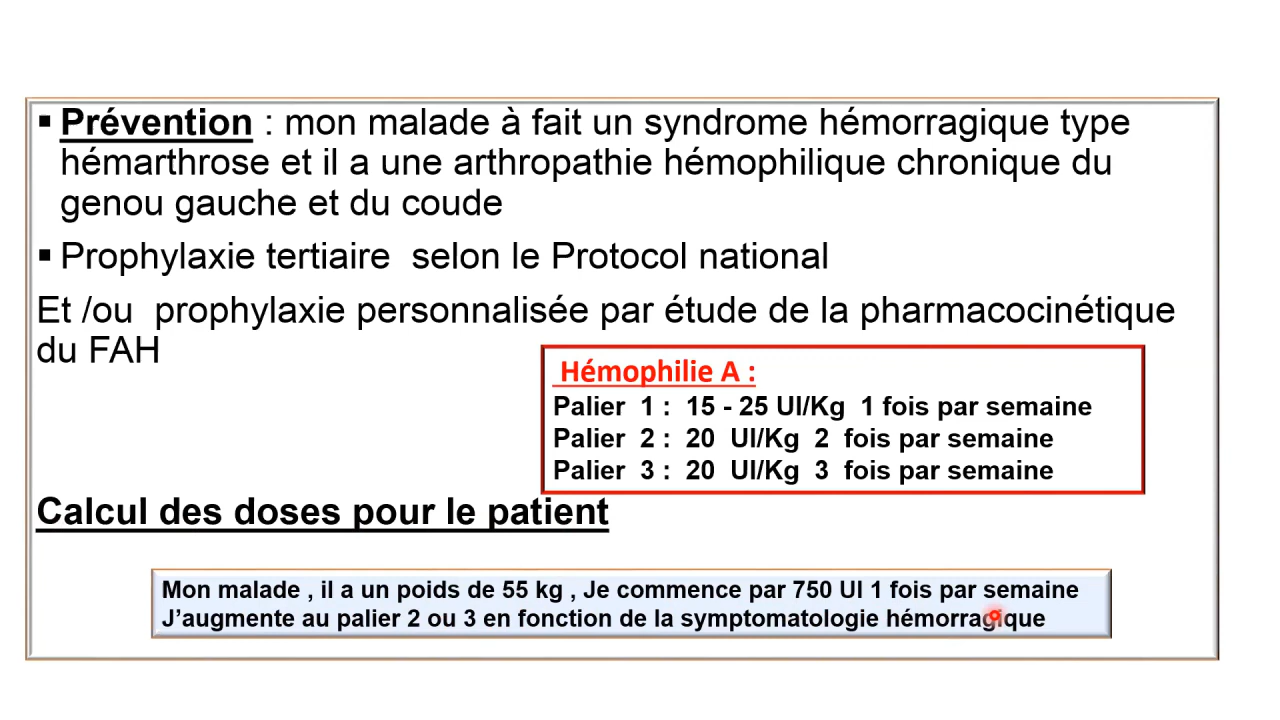 ▪ Prévention : mon malade à fait un syndrome hémorragique type
hémarthrose et il a une arthropathie hémophilique chronique du
genou gauche et du coude
▪ Prophylaxie tertiaire selon le Protocol national
Et /ou prophylaxie personnalisée par étude de la pharmacocinétique
du FAH
Hémophilie A :
Palier 1 : 15 - 25 UI/Kg 1 fois par semaine
Palier 2 : 20 UI/Kg 2 fois par semaine
Palier 3 : 20 UI/Kg 3 fois par semaine
Calcul des doses pour le patient
Mon malade , il a un poids de 55 kg , Je commence par 750 UI 1 fois par semaine
J’augmente au palier 2 ou 3 en fonction de la symptomatologie hémorragique